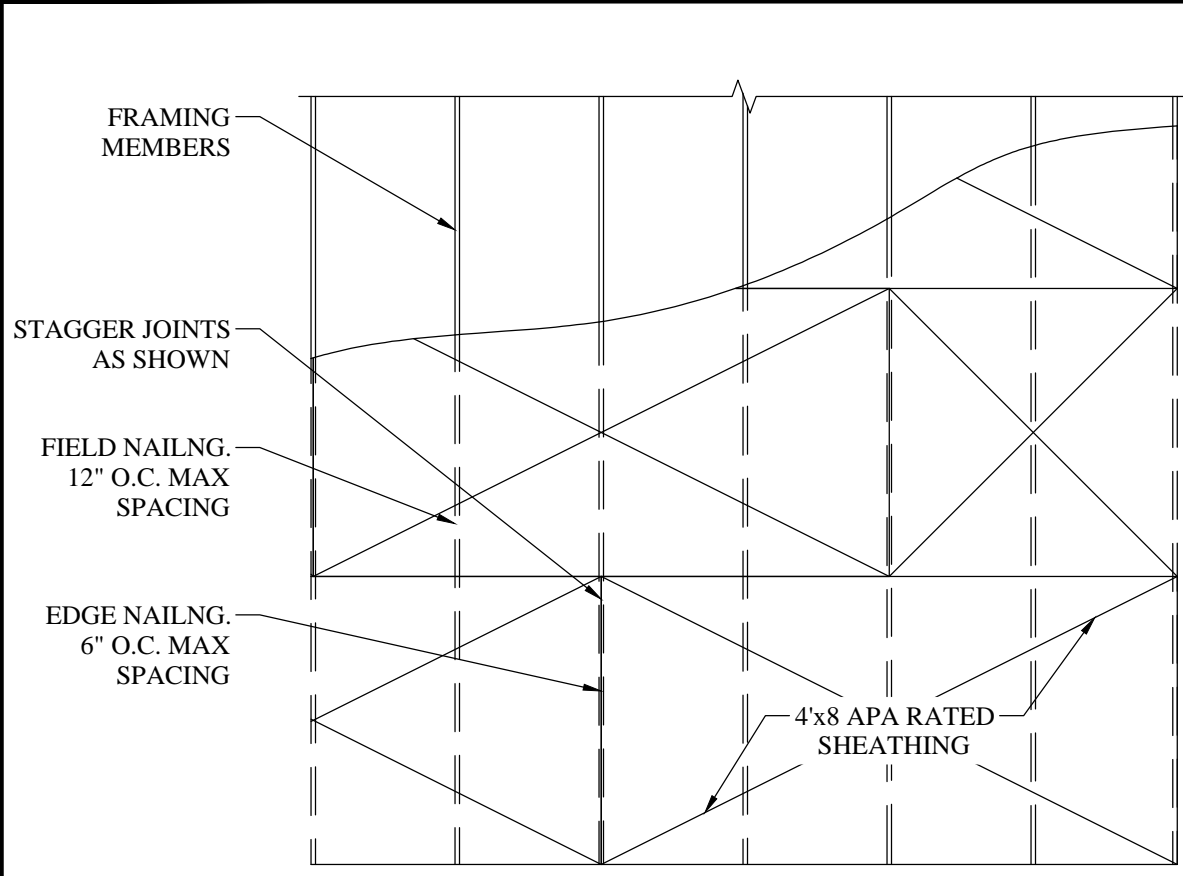 FRAMING
MEMBERS
STAGGER JOINTS
AS SHOWN
FIELD NAILNG.
12" O.C. MAX
SPACING
EDGE NAILNG.
6" O.C. MAX
SPACING
4'x8 APA RATED
SHEATHING